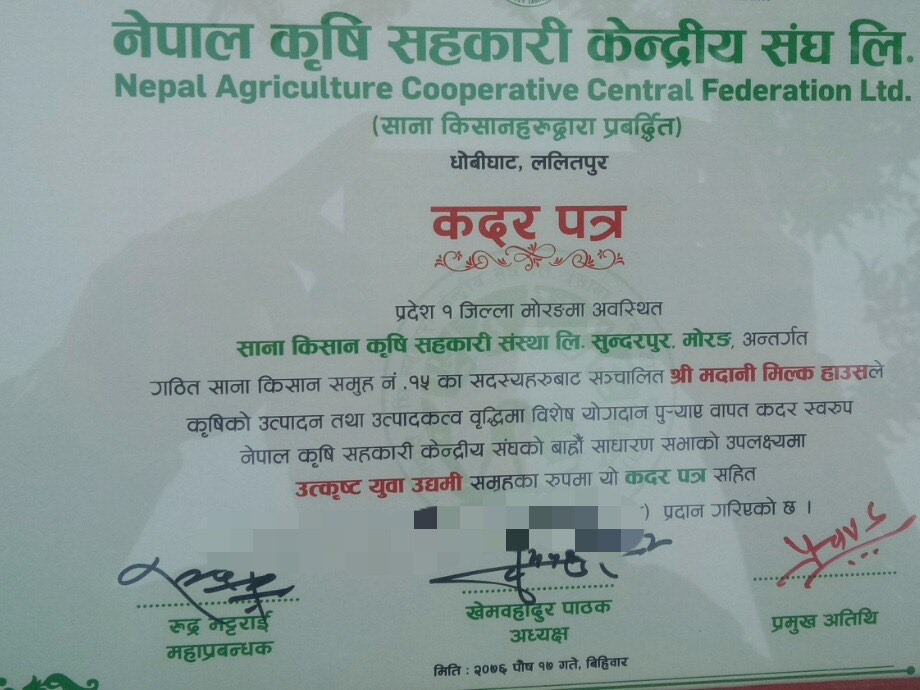 नेपाल कृषि सहकारी केन्द्रीय संघ लि.
Nepal Agriculture Cooperative Central Federation Ltd.
(साना किसानहरुद्वारा प्रबर्द्धित)
धोबीघाट, ललितपुर
कदर पत्र
प्रदेश १ जिल्ला मोरङमा अवस्थित
साना किसान कृषि सहकारी संस्था लि. सुन्दरपुर, मोरङ, अन्तर्गत
गठित साना किसान समुह नं .१५ का सदस्यहरुबाट सञ्चालित श्री मदानी मिल्क हाउसले
कृषिको उत्पादन तथा उत्पादकत्व वृद्धिमा विशेष योगदान पुऱ्याए वापत कदर स्वरुप
नेपाल कृषि सहकारी केन्द्रीय संघको बाह्रौं साधारण सभाको उपलक्ष्यमा
उत्कृष्ट युवा उद्यमी समूहका रुपमा यो कदर पत्र सहित
) प्रदान गरिएको छ ।
रुद्र भट्टराई
महाप्रबन्धक
खेमवहादुर पाठक
अध्यक्ष
प्रमुख अतिथि
मिति : २०७६ पौष १७ गते, बिहिवार